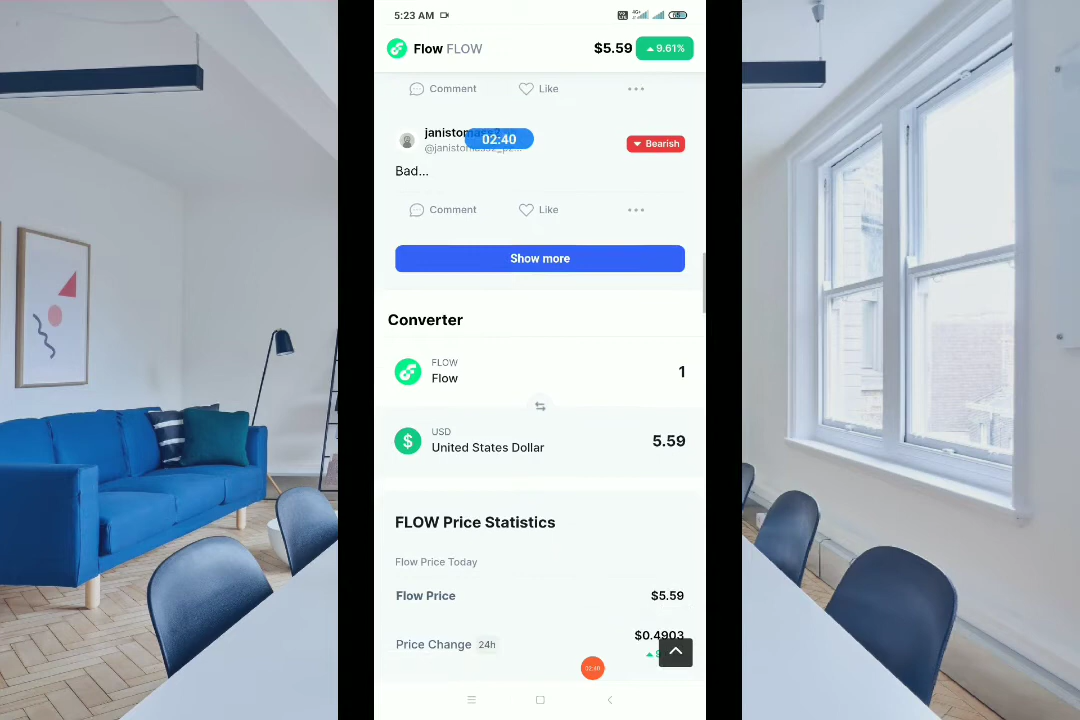 5:23 AM
Flow FLOW $5.59 9.61%
Comment Like
02:40
Bearish
Bad...
Comment Like
Show more
Converter
FLOW
Flow 1
USD
United States Dollar 5.59
FLOW Price Statistics
Flow Price Today
Flow Price $5.59
Price Change 24h $0.4903
02:40